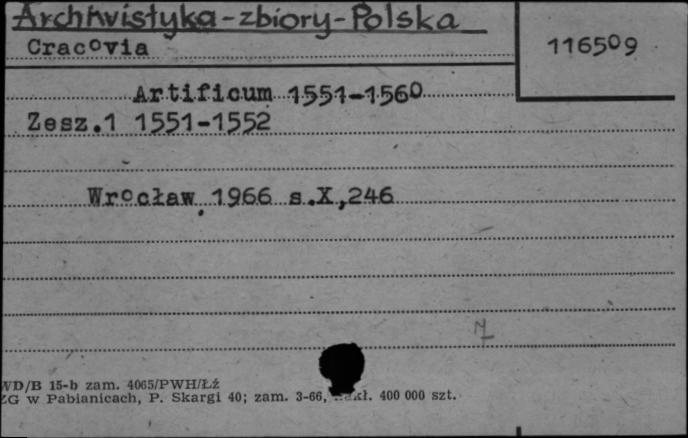 Archiwistyka-zbiory-Polska
Cracovia
116509
Artificum 1551-1560
Zesz.1 1551-1552
Wrocław, 1966 s.X,246
WD/B 15-b zam. 4065/PWH/Łź
ZG w Pabianicach, P. Skargi 40; zam. 3-66, 400 000 szt.